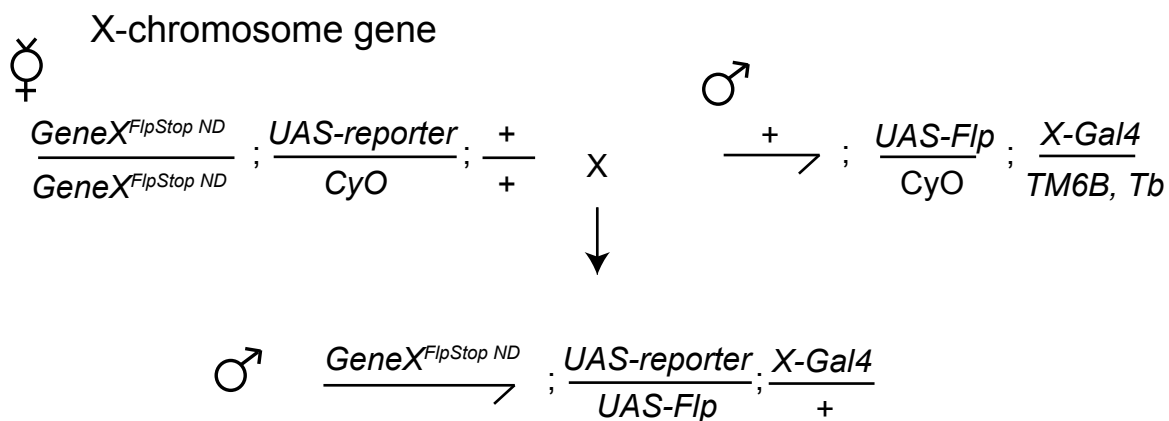 X-chromosome gene
GeneX^FlpStop ND ; UAS-reporter ; + X + ; UAS-Flp ; X-Gal4
GeneX^FlpStop ND CyO + CyO TM6B, Tb
GeneX^FlpStop ND ; UAS-reporter ; X-Gal4
UAS-Flp +